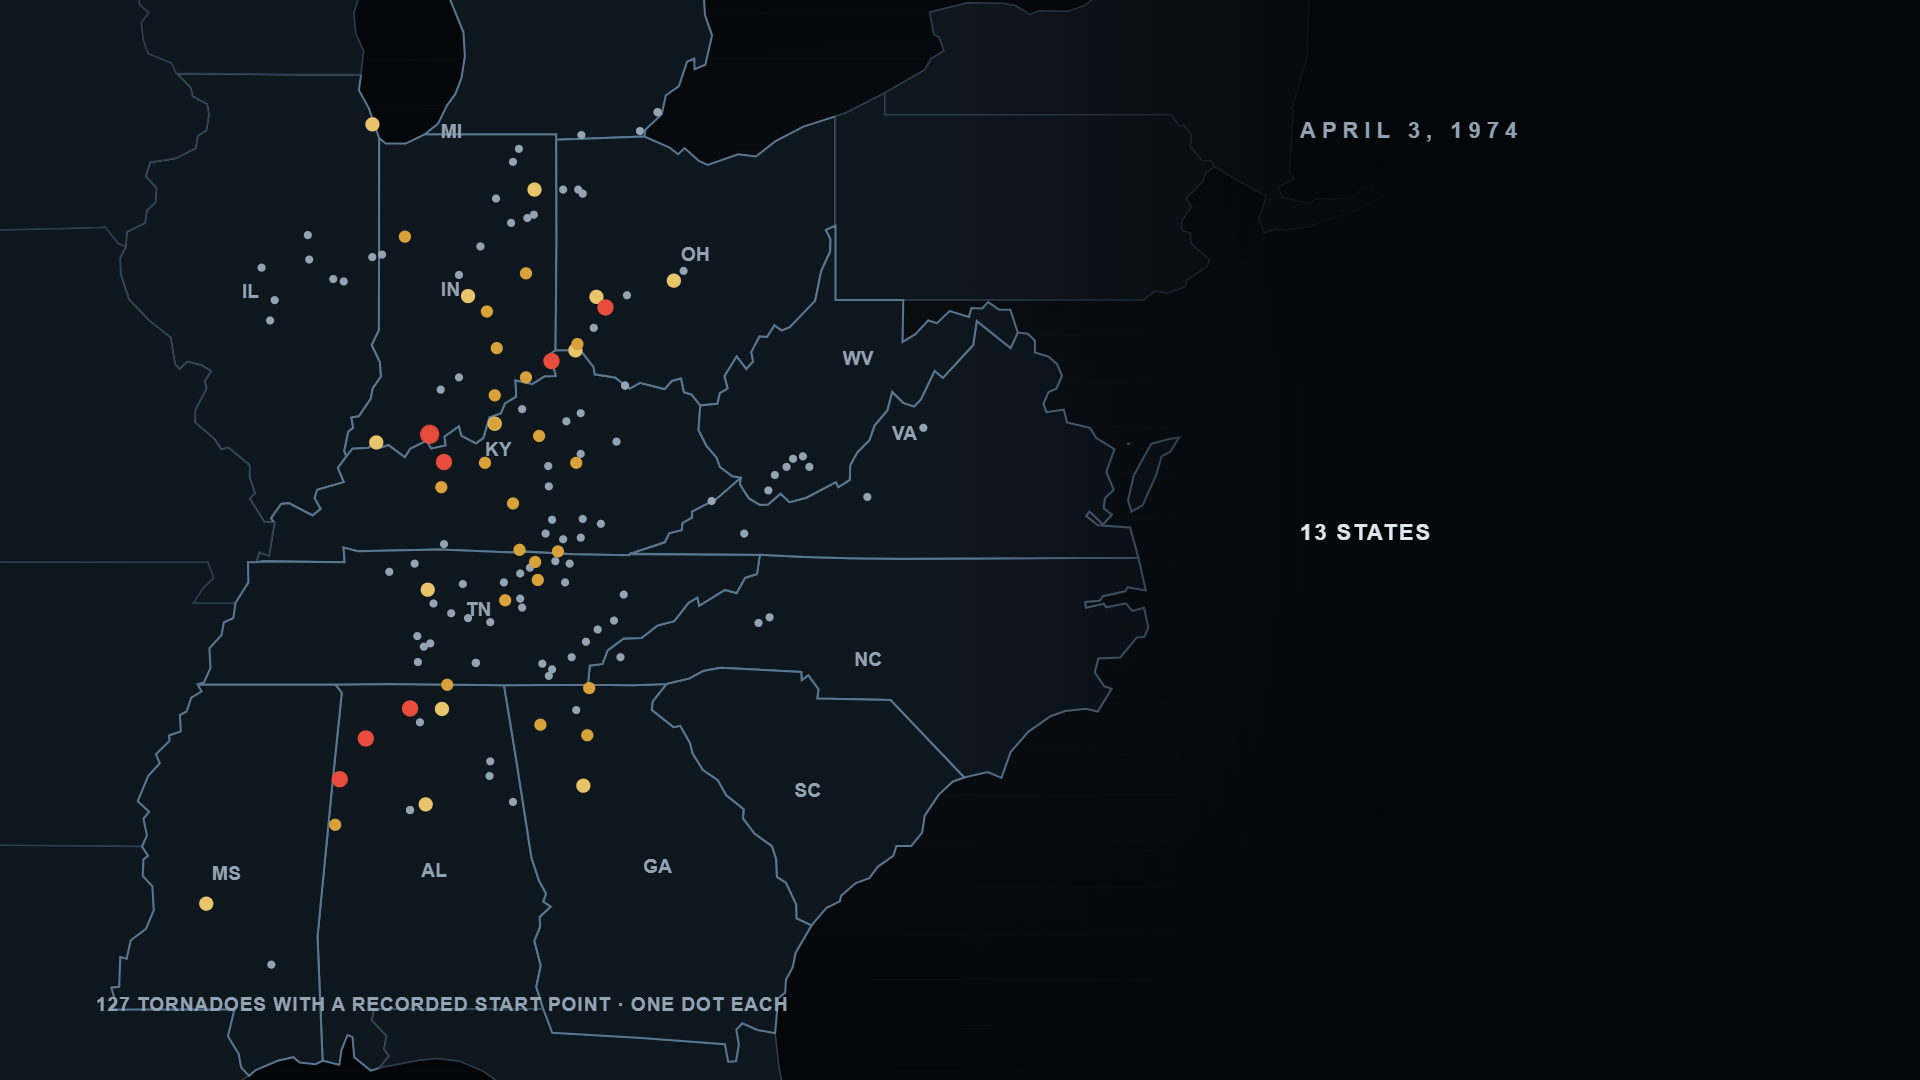 MI
APRIL 3, 1974
OH
IL
IN
WV
VA
KY
13 STATES
TN
NC
SC
MS
AL
GA
127 TORNADOES WITH A RECORDED START POINT · ONE DOT EACH